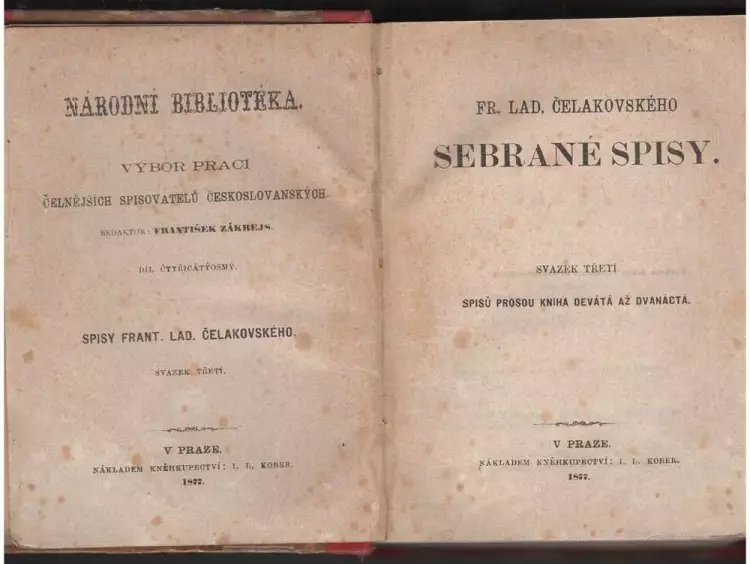 NÁRODNÍ BIBLIOTÉKA.
VÝBOR PRACÍ
ČELNĚJŠÍCH SPISOVATELŮ ČESKOSLOVANSKÝCH.
REDAKTOR: FRANTIŠEK ZÁKREJS.
DÍL ČTYŘICÁTÝOSMÝ.
SPISY FRANT. LAD. ČELAKOVSKÉHO.
SVAZEK TŘETÍ.
V PRAZE.
NÁKLADEM KNĚHKUPECTVÍ: I. L. KOBER.
1877.
FR. LAD. ČELAKOVSKÉHO
SEBRANÉ SPISY.
SVAZEK TŘETÍ
SPISŮ PROSOU KNIHA DEVÁTÁ AŽ DVANÁCTÁ.
V PRAZE.
NÁKLADEM KNĚHKUPECTVÍ: I. L. KOBER.
1877.